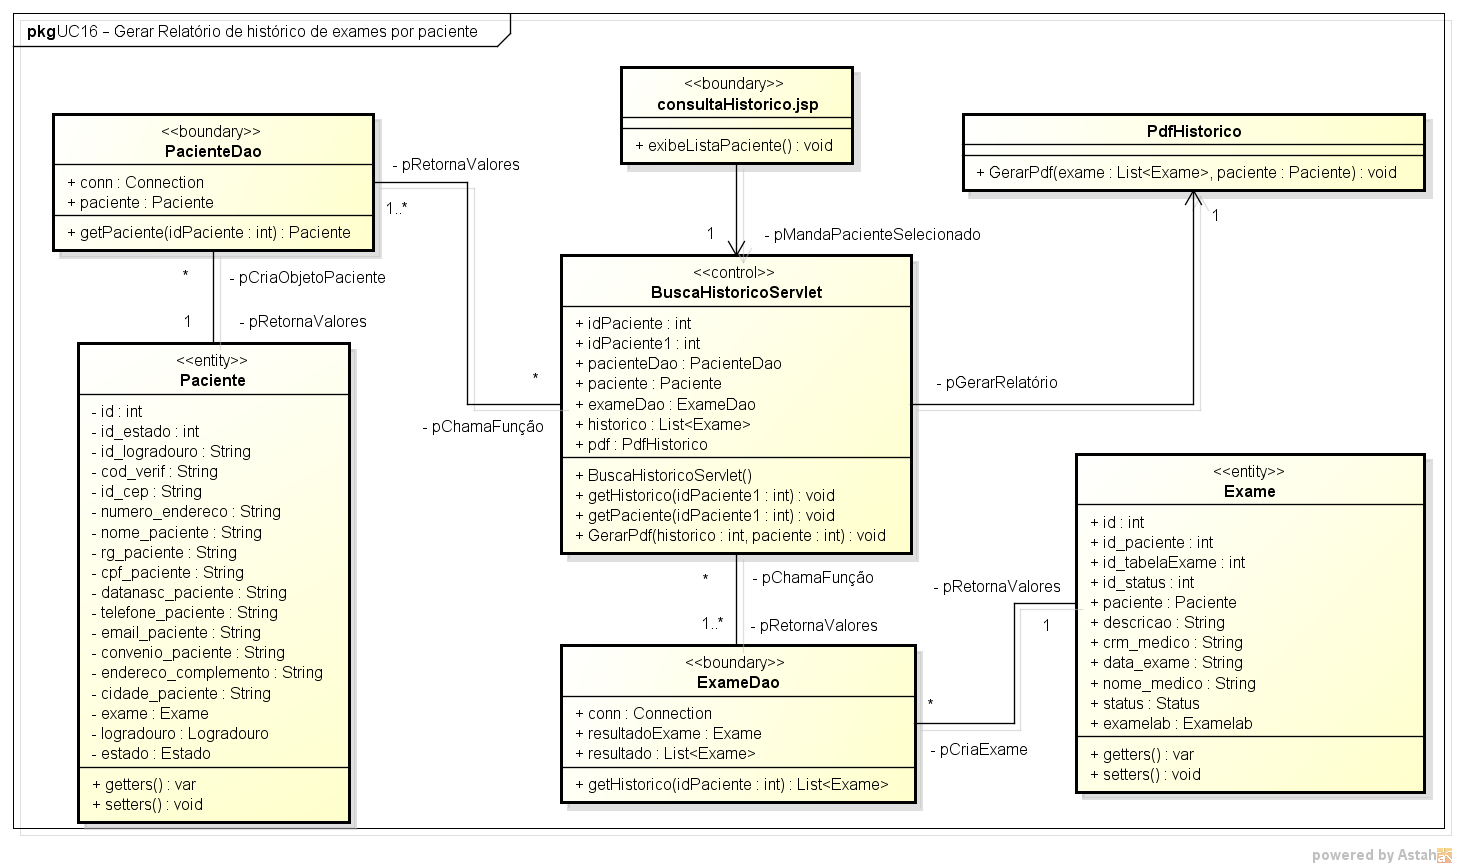 pkg UC16 - Gerar Relatório de histórico de exames por paciente
<<boundary>>
consultaHistorico.jsp
+ exibeListaPaciente() : void
<<boundary>>
PacienteDao
+ conn : Connection
+ paciente : Paciente
+ getPaciente(idPaciente : int) : Paciente
PdfHistorico
+ GerarPdf(exame : List<Exame>, paciente : Paciente) : void
- pRetornaValores
1..*
1
- pMandaPacienteSelecionado
1
*
- pCriaObjetoPaciente
1
- pRetornaValores
<<control>>
BuscaHistoricoServlet
+ idPaciente : int
+ idPaciente1 : int
+ pacienteDao : PacienteDao
+ paciente : Paciente
+ exameDao : ExameDao
+ historico : List<Exame>
+ pdf : PdfHistorico
+ BuscaHistoricoServlet()
+ getHistorico(idPaciente1 : int) : void
+ getPaciente(idPaciente1 : int) : void
+ GerarPdf(historico : int, paciente : int) : void
*
- pChamaFunção
- pGerarRelatório
<<entity>>
Paciente
- id : int
- id_estado : int
- id_logradouro : String
- cod_verif : String
- id_cep : String
- numero_endereco : String
- nome_paciente : String
- rg_paciente : String
- cpf_paciente : String
- datanasc_paciente : String
- telefone_paciente : String
- email_paciente : String
- convenio_paciente : String
- endereco_complemento : String
- cidade_paciente : String
- exame : Exame
- logradouro : Logradouro
- estado : Estado
+ getters() : var
+ setters() : void
*
- pChamaFunção
1..*
- pRetornaValores
<<boundary>>
ExameDao
+ conn : Connection
+ resultadoExame : Exame
+ resultado : List<Exame>
+ getHistorico(idPaciente : int) : List<Exame>
- pRetornaValores
1
*
- pCriaExame
<<entity>>
Exame
+ id : int
+ id_paciente : int
+ id_tabelaExame : int
+ id_status : int
+ paciente : Paciente
+ descricao : String
+ crm_medico : String
+ data_exame : String
+ nome_medico : String
+ status : Status
+ examelab : Examelab
+ getters() : var
+ setters() : void
powered by Astah